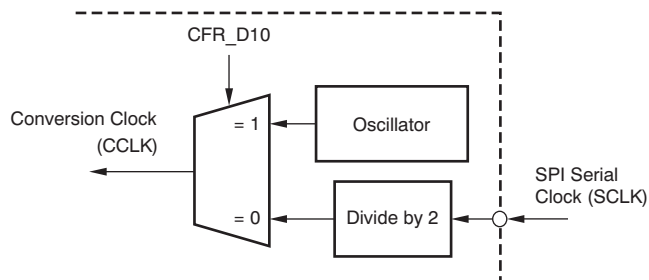 CFR_D10
Conversion Clock
(CCLK)
= 1
Oscillator
SPI Serial
Clock (SCLK)
= 0
Divide by 2